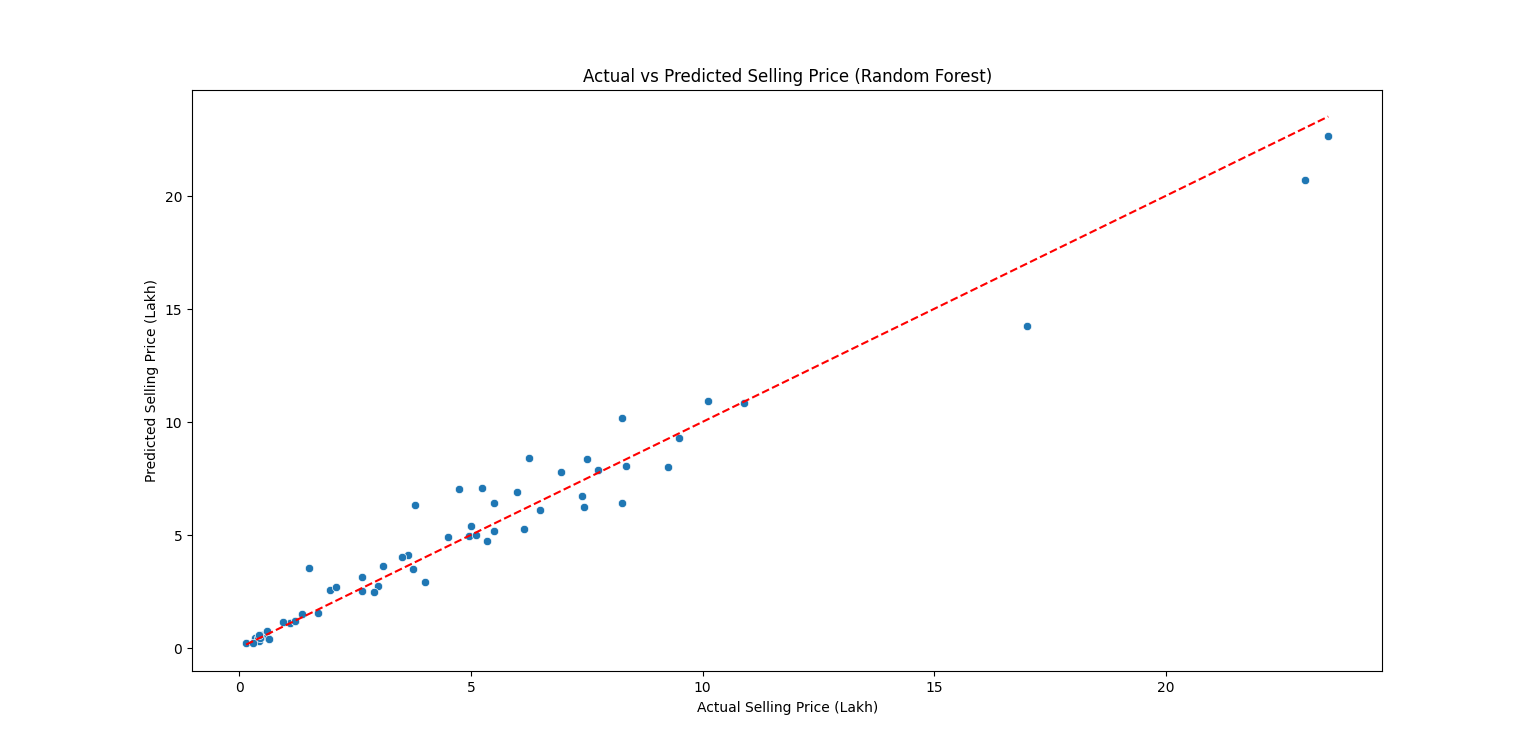 Actual vs Predicted Selling Price (Random Forest)
Predicted Selling Price (Lakh)
20
15
10
5
0
0 5 10 15 20
Actual Selling Price (Lakh)